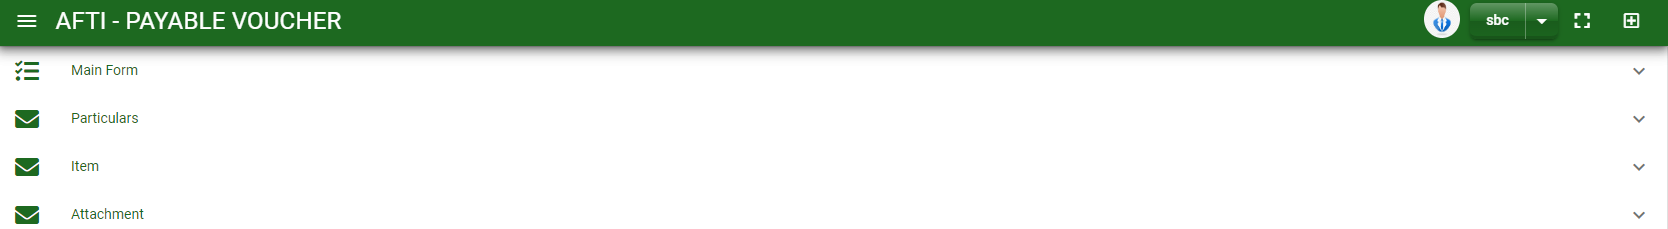 AFTI - PAYABLE VOUCHER
sbc
Main Form
Particulars
Item
Attachment